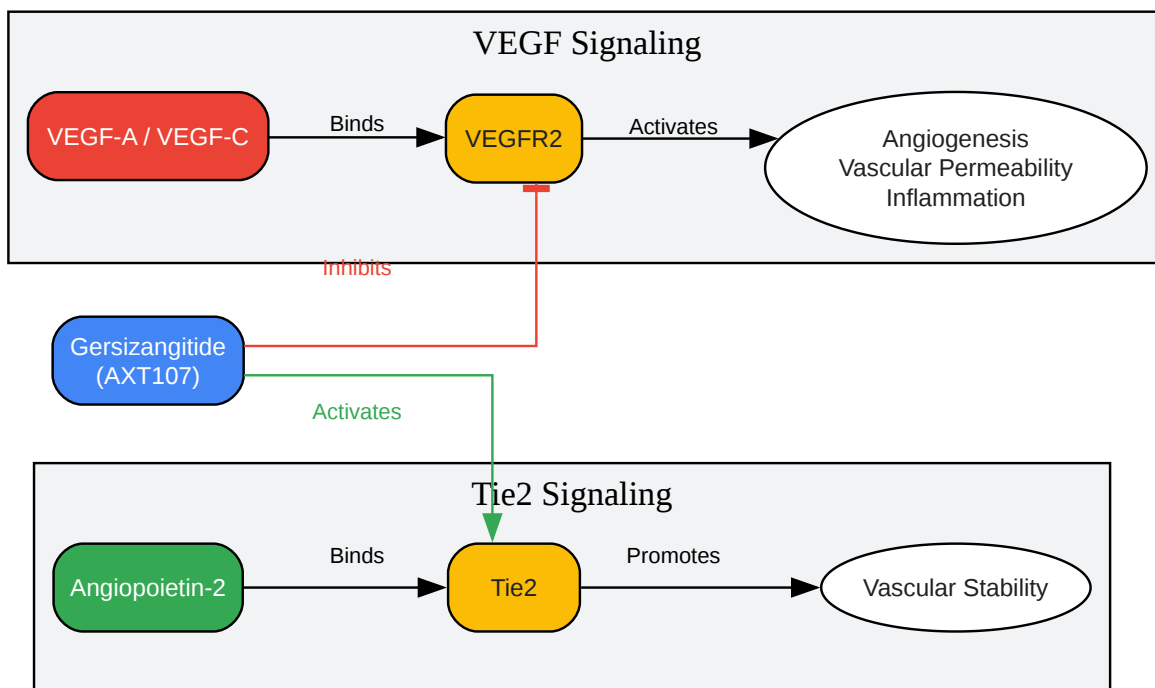 VEGF Signaling
VEGF-A / VEGF-C
Binds
VEGFR2
Activates
Angiogenesis
Vascular Permeability
Inflammation
Inhibits
Gersizangitide
(AXT107)
Activates
Tie2 Signaling
Angiopoietin-2
Binds
Tie2
Promotes
Vascular Stability